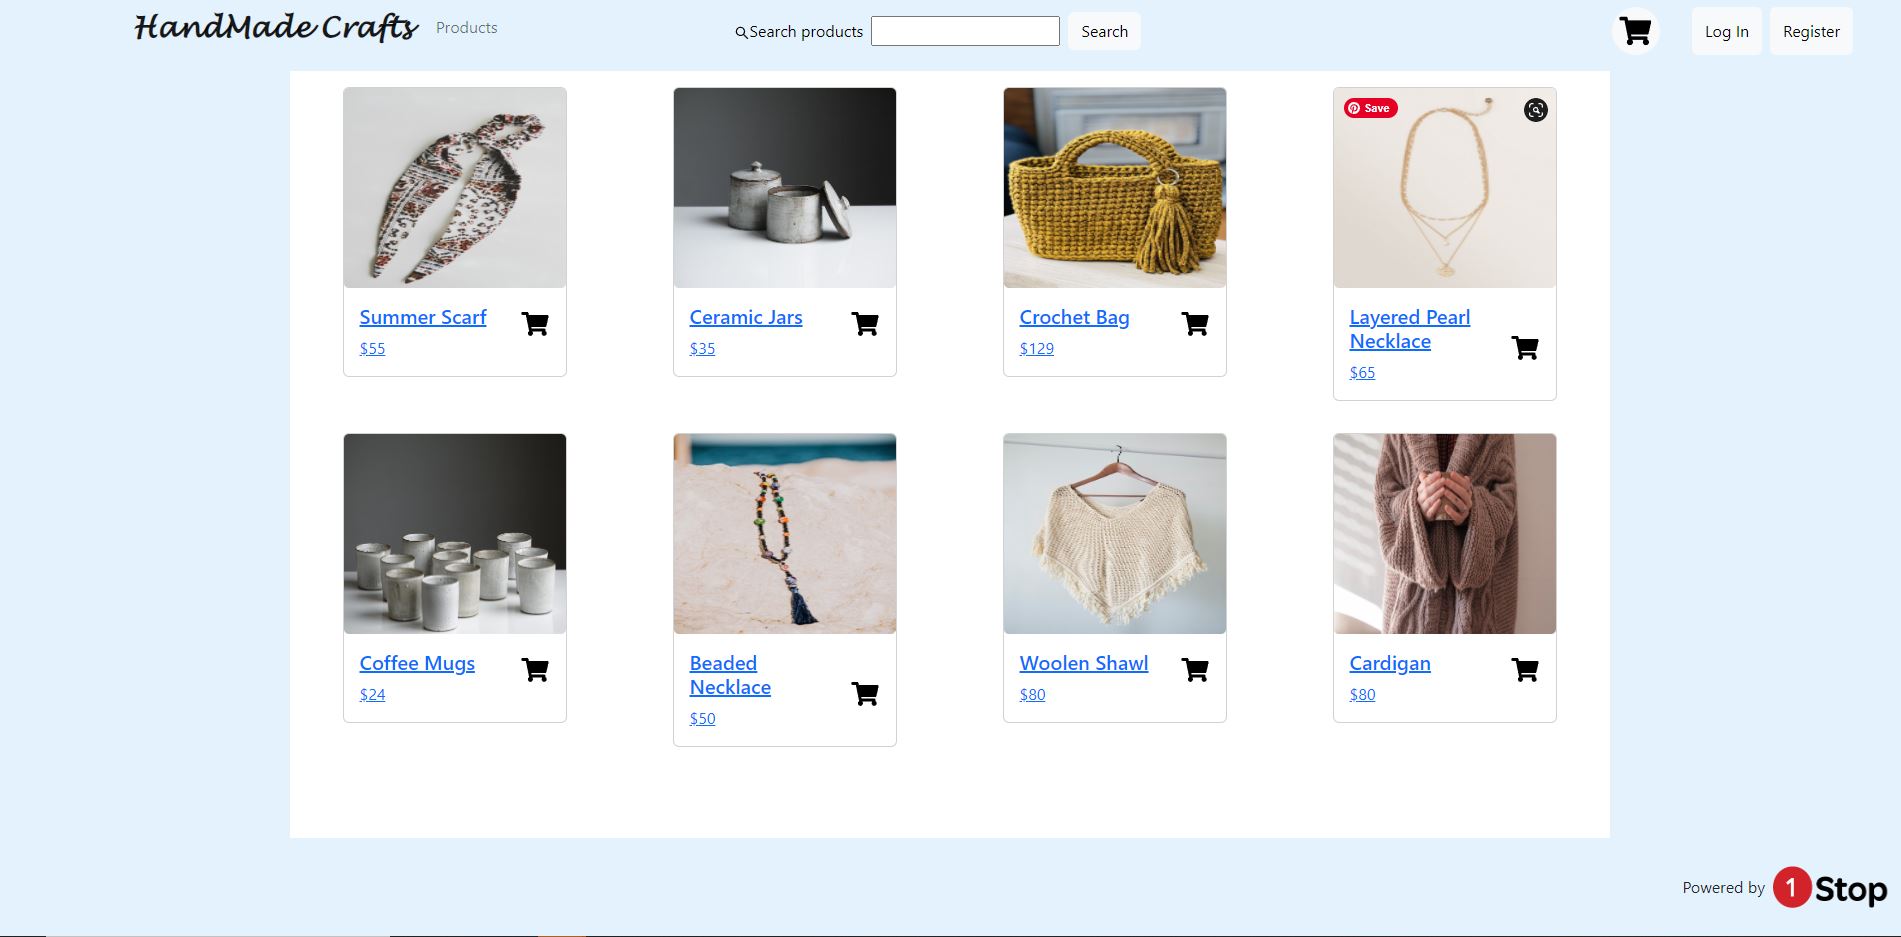 HandMade Crafts Products Search products Search Log In Register
Save
Summer Scarf
$55
Ceramic Jars
$35
Crochet Bag
$129
Layered Pearl
Necklace
$65
Coffee Mugs
$24
Beaded
Necklace
$50
Woolen Shawl
$80
Cardigan
$80
Powered by 1 Stop